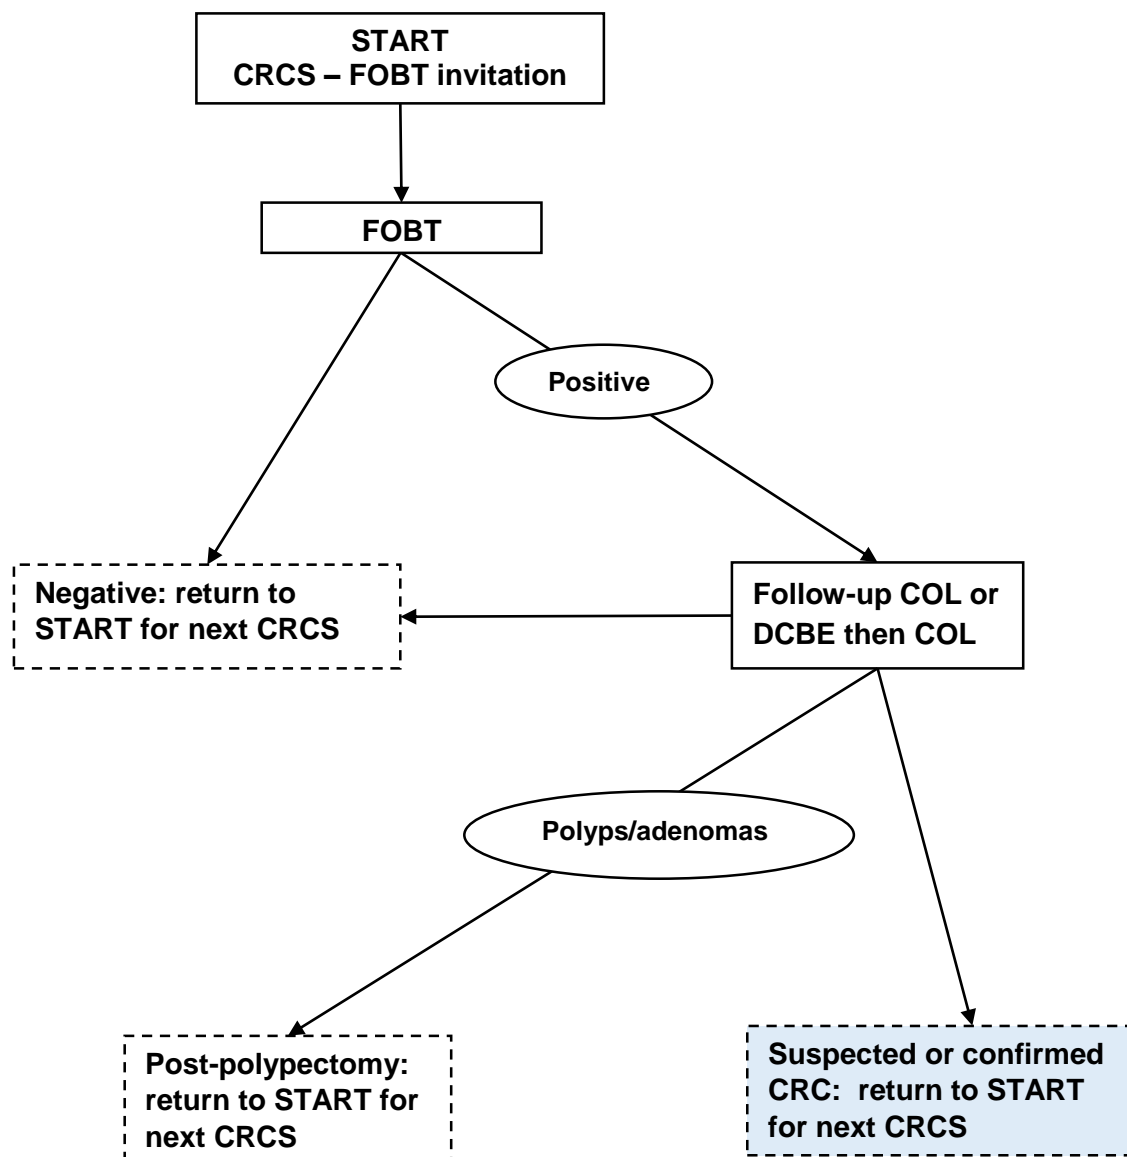 START
CRCS – FOBT invitation
FOBT
Positive
Negative: return to
START for next CRCS
Follow-up COL or
DCBE then COL
Polyps/adenomas
Post-polypectomy:
return to START for
next CRCS
Suspected or confirmed
CRC:  return to START
for next CRCS